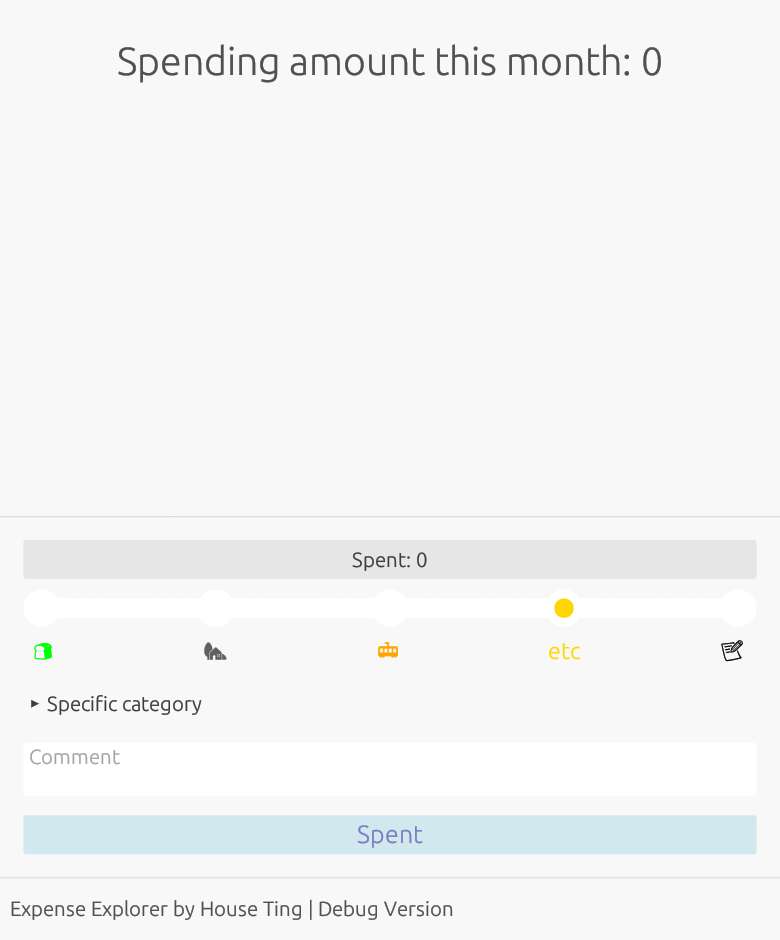 Spending amount this month: 0
Spent: 0
etc
Specific category
Comment
Spent
Expense Explorer by House Ting | Debug Version